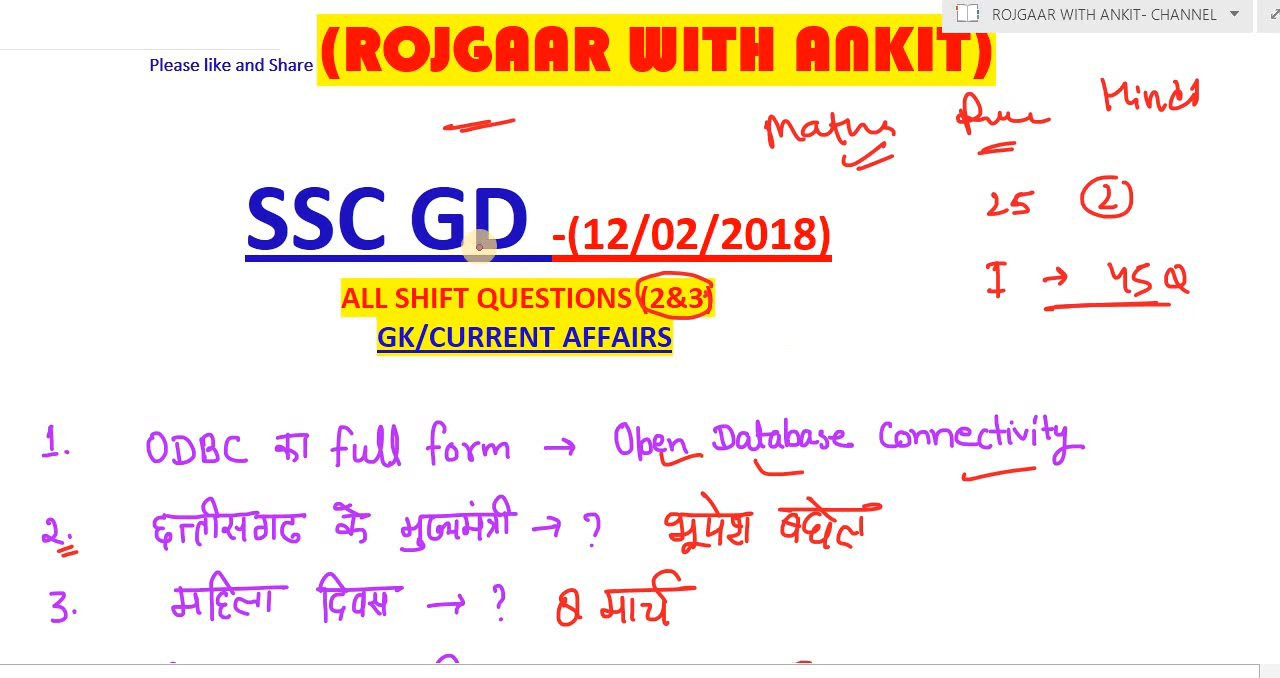 ROJGAAR WITH ANKIT- CHANNEL
Please like and Share (ROJGAAR WITH ANKIT)
Maths Hindi
25 2
SSC GD -(12/02/2018)
I → 45 Q
ALL SHIFT QUESTIONS (2&3)
GK/CURRENT AFFAIRS
1. ODBC का full form → Open Database Connectivity
2. छत्तीसगढ के मुख्यमंत्री → ? भूपेश बघेल
3. महिला दिवस → ? 8 मार्च